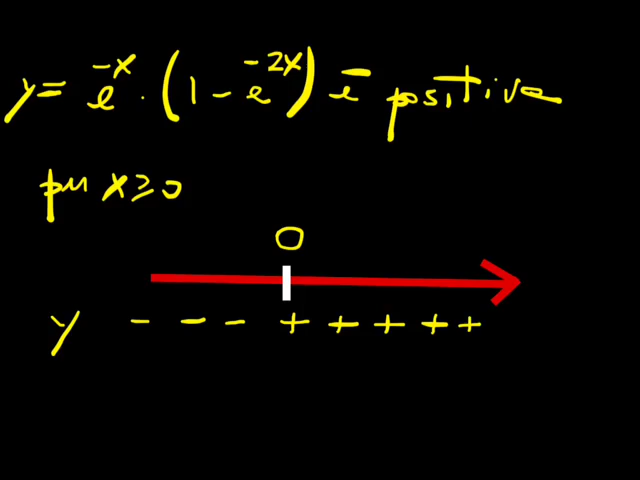 y = e^{-x} · (1 - e^{-2x}) è positiva
per x ≥ 0
0
y - - - + + + + +